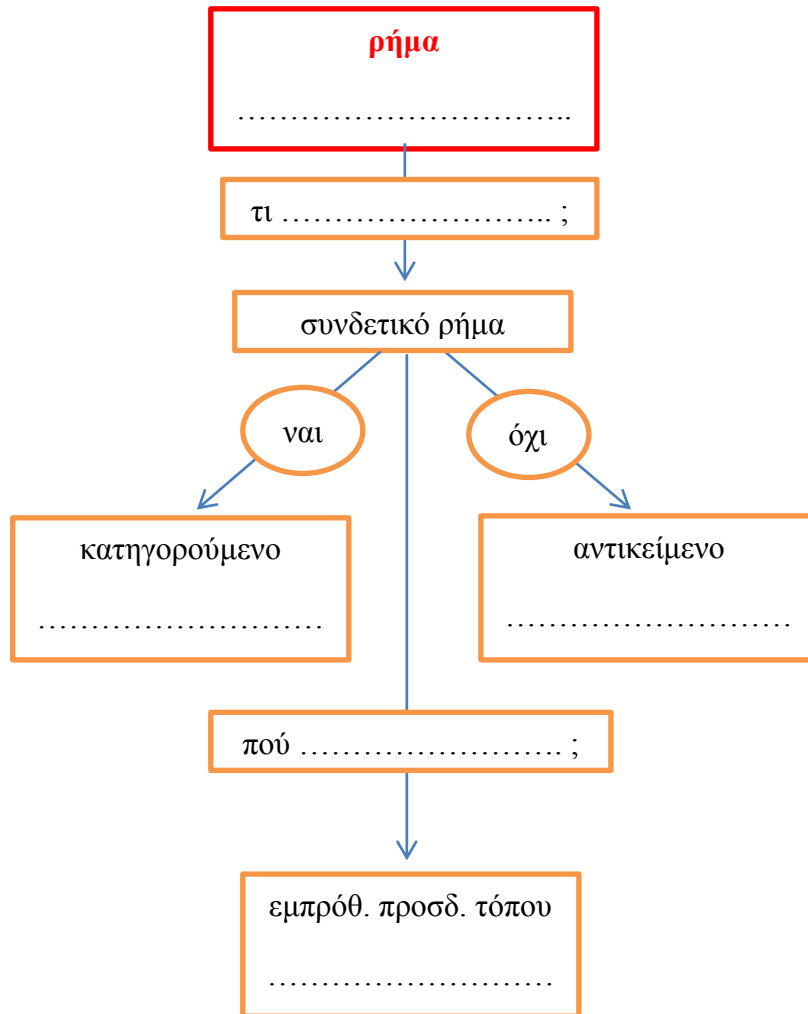 ρήμα
…………………………..
τι …………………….. ;
συνδετικό ρήμα
ναι
όχι
κατηγορούμενο
………………………
αντικείμενο
………………………
πού ……………………. ;
εμπρόθ. προσδ. τόπου
………………………